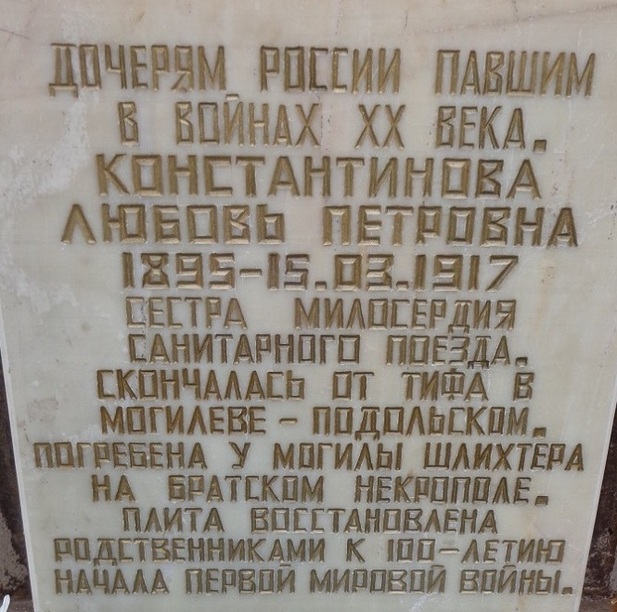 ДОЧЕРЯМ РОССИИ ПАВШИМ
В ВОЙНАХ XX ВЕКА.
КОНСТАНТИНОВА
ЛЮБОВЬ ПЕТРОВНА
1895-15.03.1917
СЕСТРА МИЛОСЕРДИЯ
САНИТАРНОГО ПОЕЗДА.
СКОНЧАЛАСЬ ОТ ТИФА В
МОГИЛЕВЕ - ПОДОЛЬСКОМ.
ПОГРЕБЕНА У МОГИЛЫ ШЛИХТЕРА
НА БРАТСКОМ НЕКРОПОЛЕ.
ПЛИТА ВОССТАНОВЛЕНА
РОДСТВЕННИКАМИ К 100-ЛЕТИЮ
НАЧАЛА ПЕРВОЙ МИРОВОЙ ВОЙНЫ.